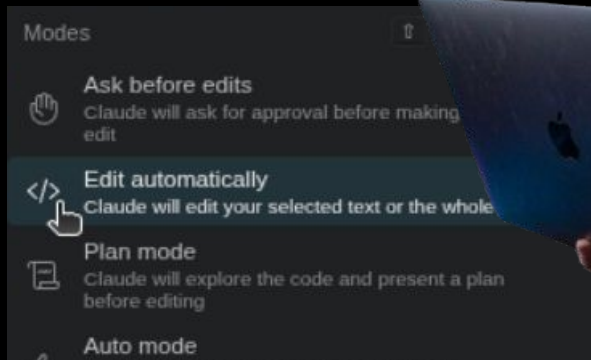 Modes
Ask before edits
Claude will ask for approval before making
edit
Edit automatically
Claude will edit your selected text or the whole
Plan mode
Claude will explore the code and present a plan
before editing
Auto mode